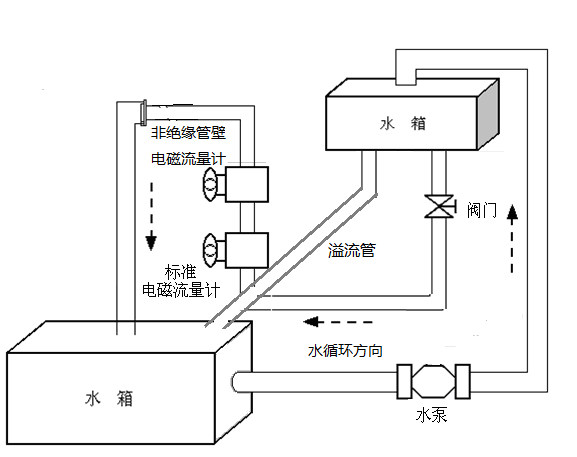 水 箱
非绝缘管壁
电磁流量计
阀门
溢流管
标准
电磁流量计
水循环方向
水 箱
水泵